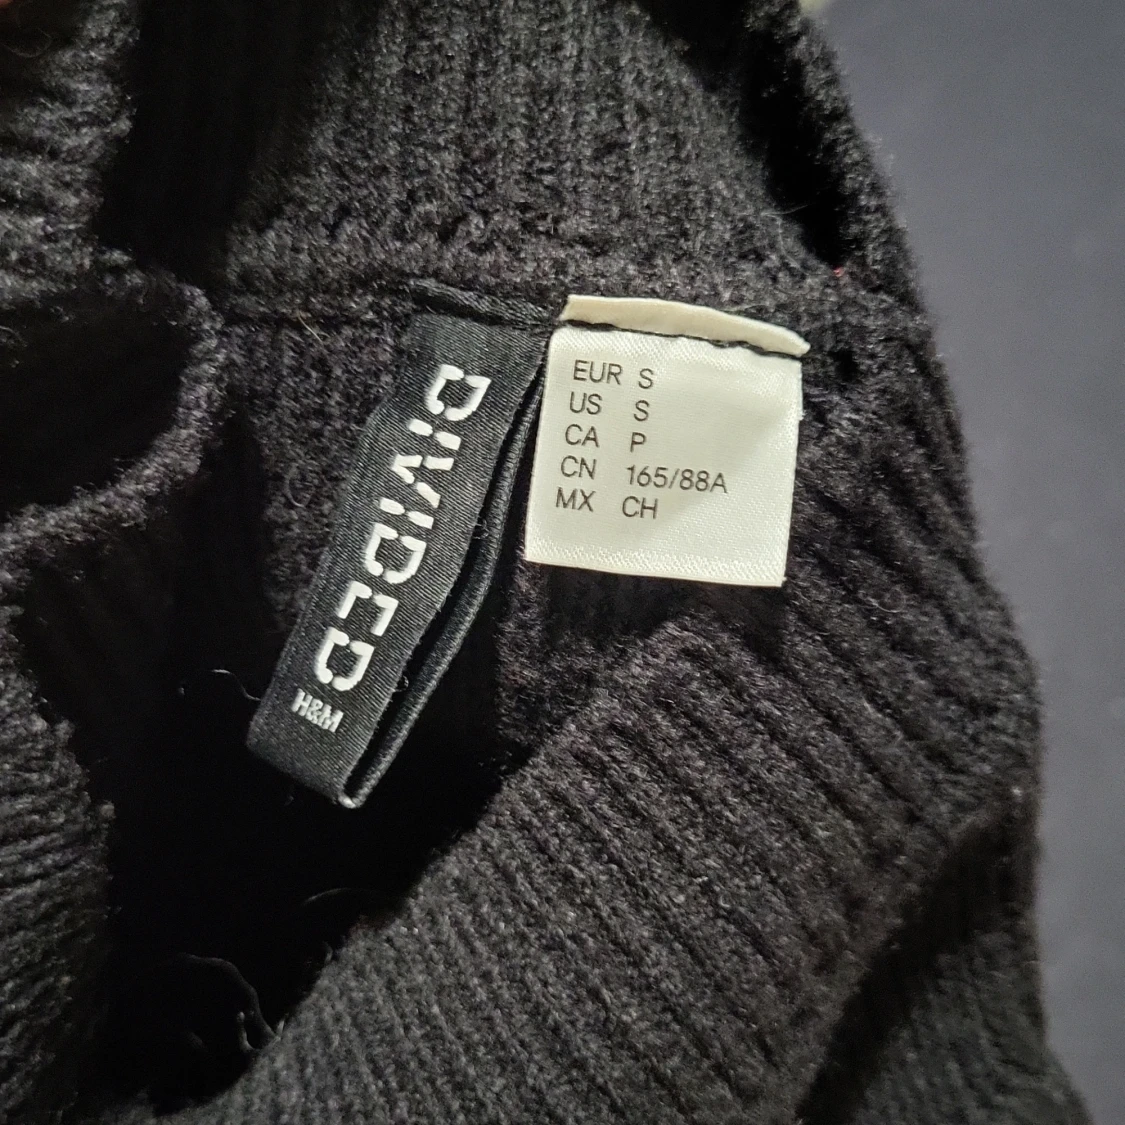 DIVIDED
H&M
EUR S
US S
CA P
CN 165/88A
MX CH